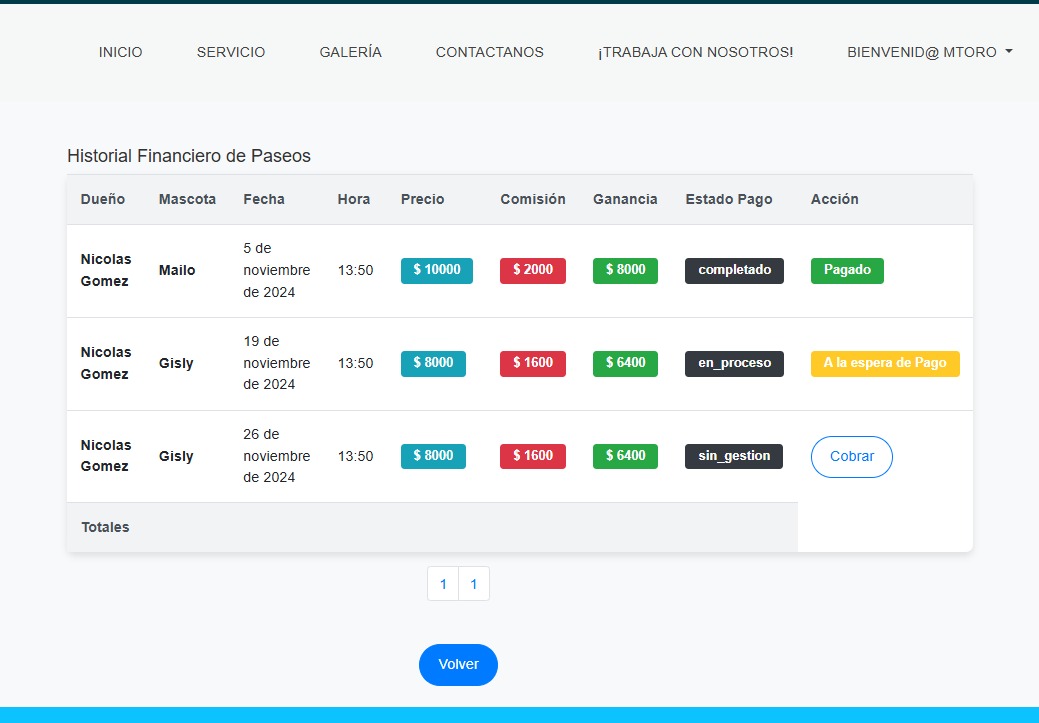 INICIO SERVICIO GALERÍA CONTACTANOS ¡TRABAJA CON NOSOTROS! BIENVENID@ MTORO
Historial Financiero de Paseos
Dueño Mascota Fecha Hora Precio Comisión Ganancia Estado Pago Acción
Nicolas Gomez Mailo 5 de noviembre de 2024 13:50 $ 10000 $ 2000 $ 8000 completado Pagado
Nicolas Gomez Gisly 19 de noviembre de 2024 13:50 $ 8000 $ 1600 $ 6400 en_proceso A la espera de Pago
Nicolas Gomez Gisly 26 de noviembre de 2024 13:50 $ 8000 $ 1600 $ 6400 sin_gestion Cobrar
Totales
1 1
Volver